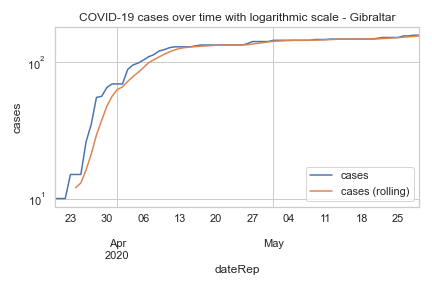 COVID-19 cases over time with logarithmic scale - Gibraltar
cases
10²
10¹
cases
cases (rolling)
23 30 06 13 20 27 04 11 18 25
Apr May
2020
dateRep